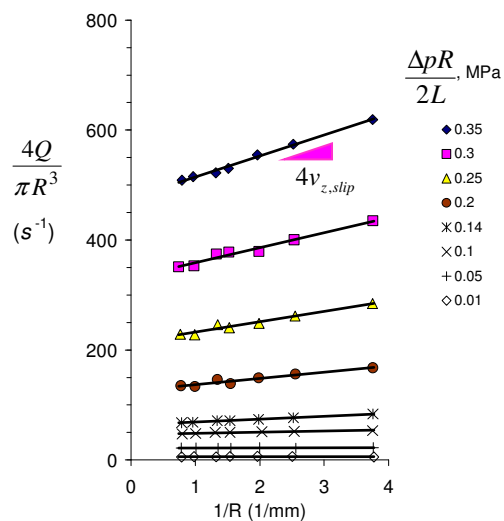 800
ΔpR
2L
, MPa
600
4Q
πR³
(s⁻¹)
4v_{z,slip}
400
200
0
0.35
0.3
0.25
0.2
0.14
0.1
0.05
0.01
0 1 2 3 4
1/R (1/mm)